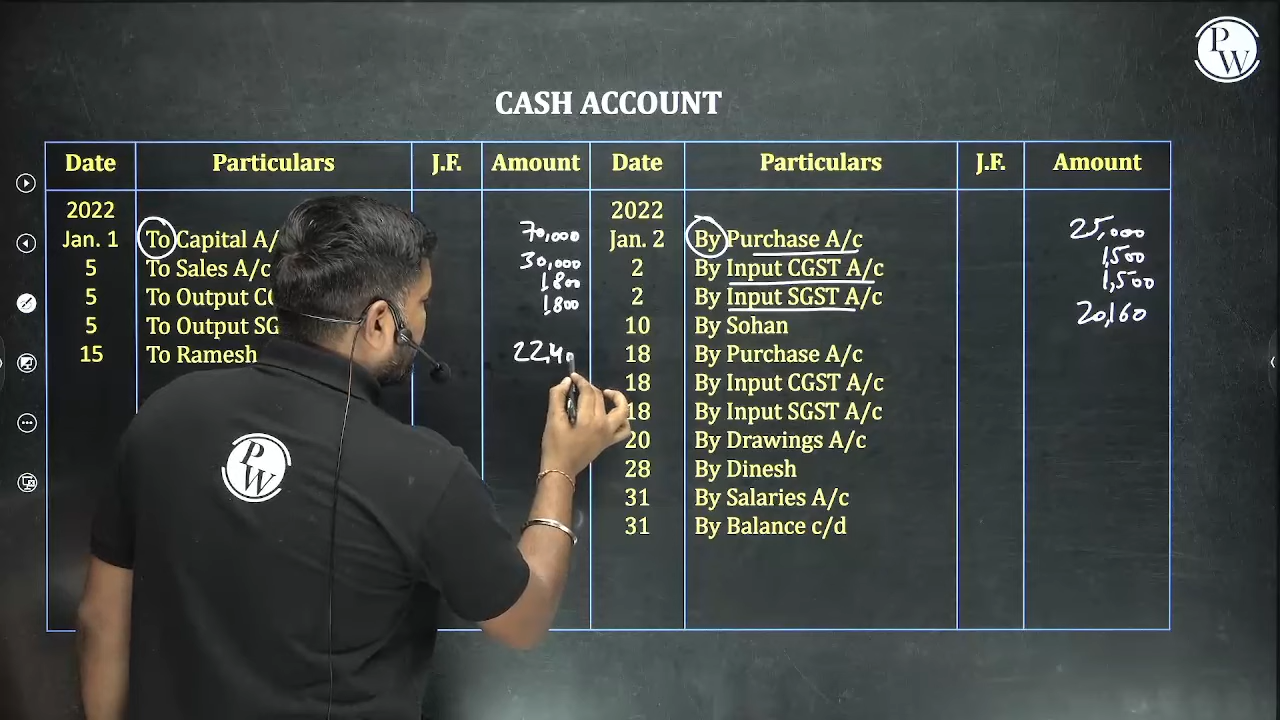 P
W
CASH ACCOUNT
Date Particulars J.F. Amount Date Particulars J.F. Amount
2022 2022
Jan. 1 To Capital A/ 70,000 Jan. 2 By Purchase A/c 25,000
5 To Sales A/c 30,000 2 By Input CGST A/c 1,500
5 To Output CG 1,800 2 By Input SGST A/c 1,500
5 To Output SG 1,800 10 By Sohan 20,160
15 To Ramesh 22,40 18 By Purchase A/c
18 By Input CGST A/c
18 By Input SGST A/c
20 By Drawings A/c
28 By Dinesh
31 By Salaries A/c
31 By Balance c/d
P
W